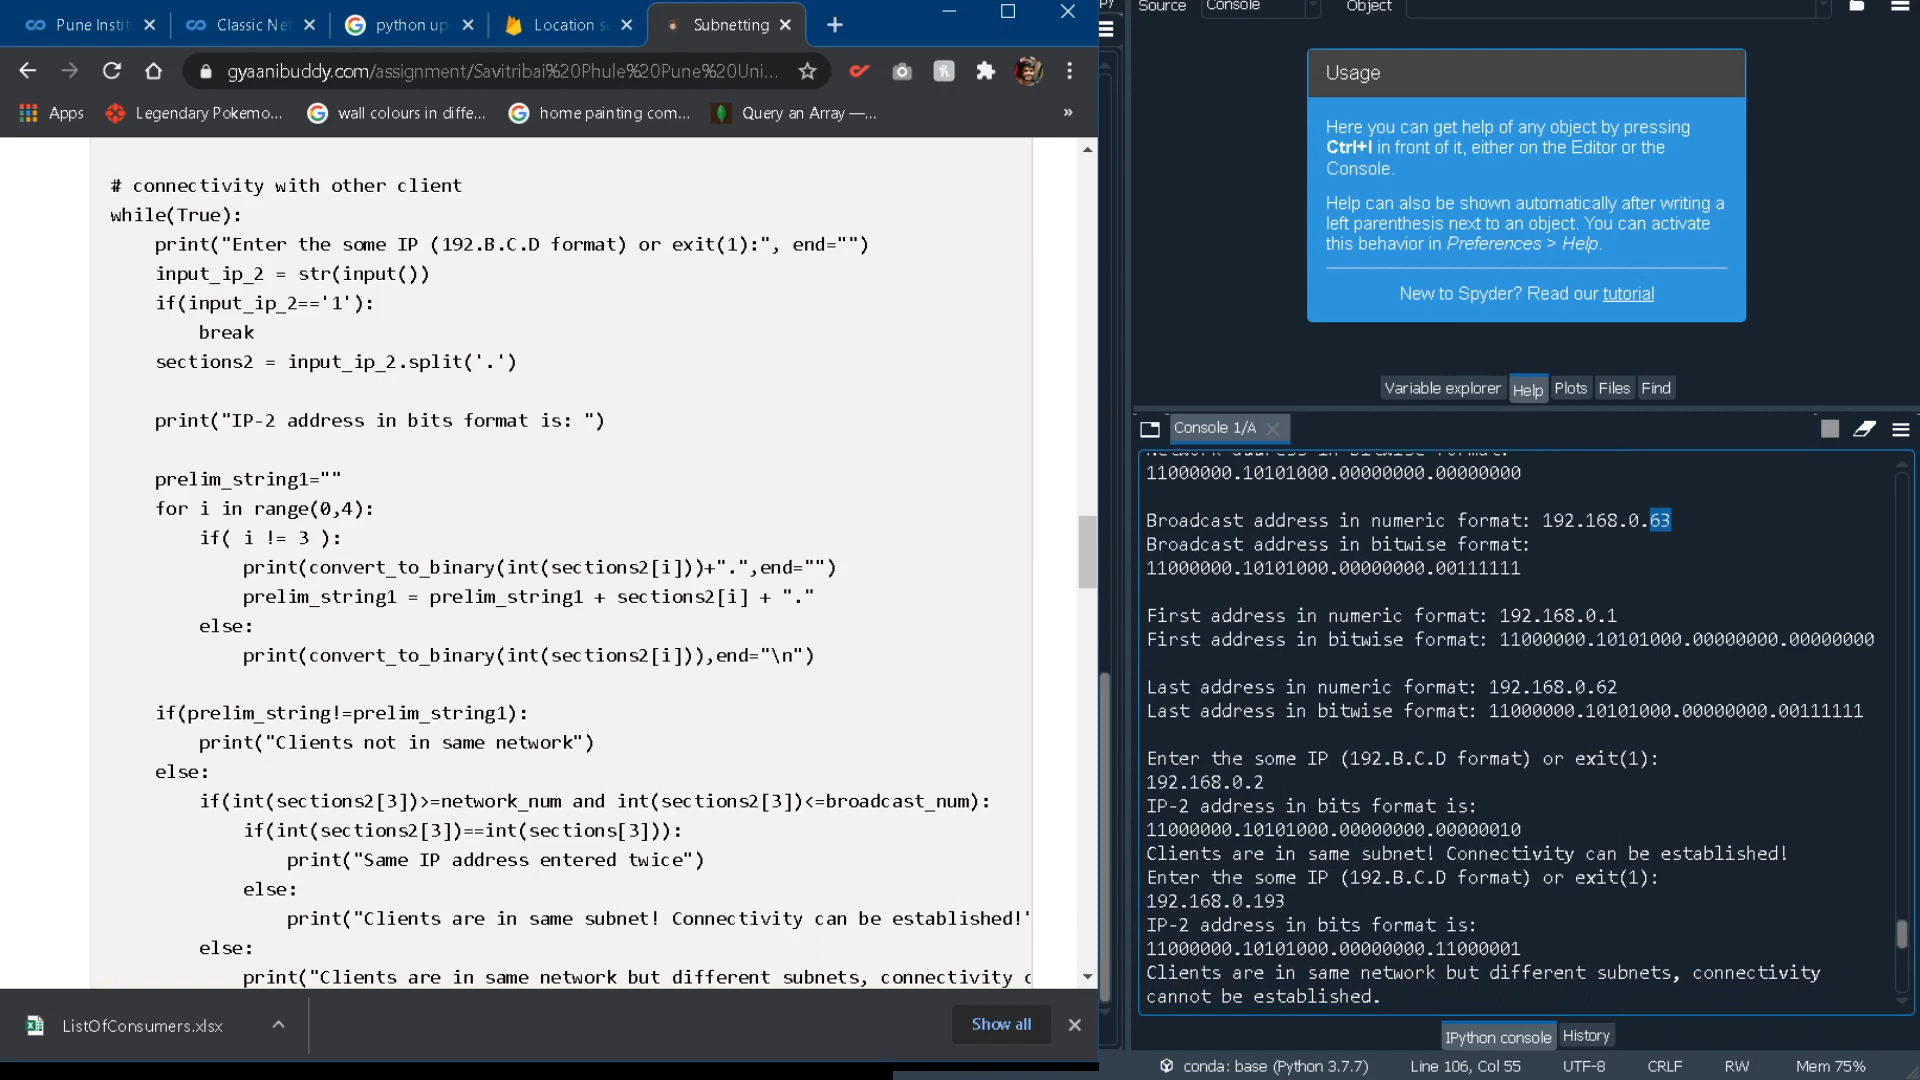 Pune Instit
Classic Ne
python up
Location s
Subnetting
gyaanibuddy.com/assignment/Savitribai%20Phule%20Pune%20Uni...
Apps
Legendary Pokemo...
wall colours in diffe...
home painting com...
Query an Array —...
»
# connectivity with other client
while(True):
print("Enter the some IP (192.B.C.D format) or exit(1):", end="")
input_ip_2 = str(input())
if(input_ip_2=='1'):
break
sections2 = input_ip_2.split('.')
print("IP-2 address in bits format is: ")
prelim_string1=""
for i in range(0,4):
if( i != 3 ):
print(convert_to_binary(int(sections2[i]))+".",end="")
prelim_string1 = prelim_string1 + sections2[i] + "."
else:
print(convert_to_binary(int(sections2[i])),end="\n")
if(prelim_string!=prelim_string1):
print("Clients not in same network")
else:
if(int(sections2[3])>=network_num and int(sections2[3])<=broadcast_num):
if(int(sections2[3])==int(sections[3])):
print("Same IP address entered twice")
else:
print("Clients are in same subnet! Connectivity can be established!"
else:
print("Clients are in same network but different subnets, connectivity c
ListOfConsumers.xlsx
Show all
py
Source
Console
Object
Usage
Here you can get help of any object by pressing
Ctrl+I in front of it, either on the Editor or the
Console.
Help can also be shown automatically after writing a
left parenthesis next to an object. You can activate
this behavior in Preferences > Help.
New to Spyder? Read our tutorial
Variable explorer
Help
Plots
Files
Find
Console 1/A
Network address in bitwise format:
11000000.10101000.00000000.00000000
Broadcast address in numeric format: 192.168.0.63
Broadcast address in bitwise format:
11000000.10101000.00000000.00111111
First address in numeric format: 192.168.0.1
First address in bitwise format: 11000000.10101000.00000000.00000000
Last address in numeric format: 192.168.0.62
Last address in bitwise format: 11000000.10101000.00000000.00111111
Enter the some IP (192.B.C.D format) or exit(1):
192.168.0.2
IP-2 address in bits format is:
11000000.10101000.00000000.00000010
Clients are in same subnet! Connectivity can be established!
Enter the some IP (192.B.C.D format) or exit(1):
192.168.0.193
IP-2 address in bits format is:
11000000.10101000.00000000.11000001
Clients are in same network but different subnets, connectivity
cannot be established.
IPython console
History
conda: base (Python 3.7.7)
Line 106, Col 55
UTF-8
CRLF
RW
Mem 75%